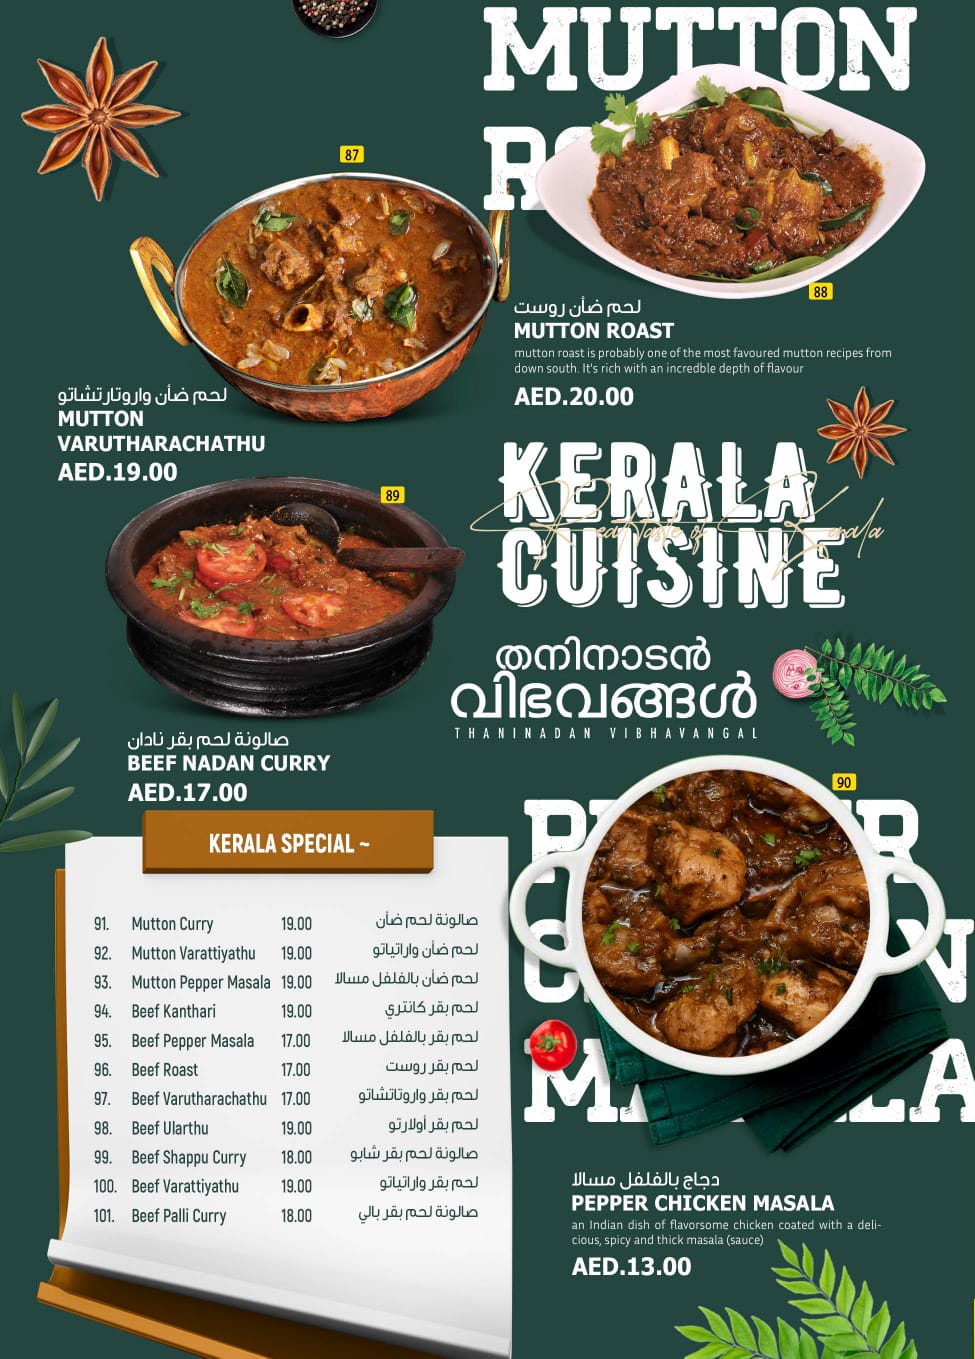 MUTTON
87
88
لحم ضأن روست
MUTTON ROAST
mutton roast is probably one of the most favoured mutton recipes from
down south. It's rich with an incredble depth of flavour
AED.20.00
لحم ضأن واروتارتشاتو
MUTTON
VARUTHARACHATHU
AED.19.00
89
KERALA
Real taste of Kerala
CUISINE
തനിനാടൻ
വിഭവങ്ങൾ
THANINADAN VIBHAVANGAL
صالونة لحم بقر نادان
BEEF NADAN CURRY
AED.17.00
KERALA SPECIAL ~
91. Mutton Curry 19.00 صالونة لحم ضأن
92. Mutton Varattiyathu 19.00 لحم ضأن واراتياتو
93. Mutton Pepper Masala 19.00 لحم ضأن بالفلفل مسالا
94. Beef Kanthari 19.00 لحم بقر كانتري
95. Beef Pepper Masala 17.00 لحم بقر بالفلفل مسالا
96. Beef Roast 17.00 لحم بقر روست
97. Beef Varutharachathu 17.00 لحم بقر واروتاتشاتو
98. Beef Ularthu 19.00 لحم بقر أولارتو
99. Beef Shappu Curry 18.00 صالونة لحم بقر شابو
100. Beef Varattiyathu 19.00 لحم بقر واراتياتو
101. Beef Palli Curry 18.00 صالونة لحم بقر بالي
90
دجاج بالفلفل مسالا
PEPPER CHICKEN MASALA
an Indian dish of flavorsome chicken coated with a deli-
cious, spicy and thick masala (sauce)
AED.13.00